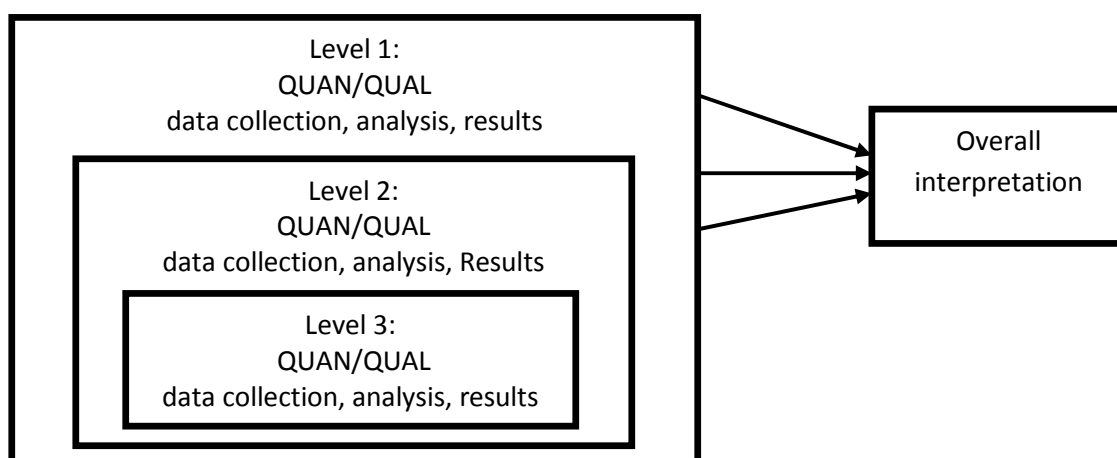 Level 1:
QUAN/QUAL
data collection, analysis, results
Level 2:
QUAN/QUAL
data collection, analysis, Results
Level 3:
QUAN/QUAL
data collection, analysis, results
Overall
interpretation